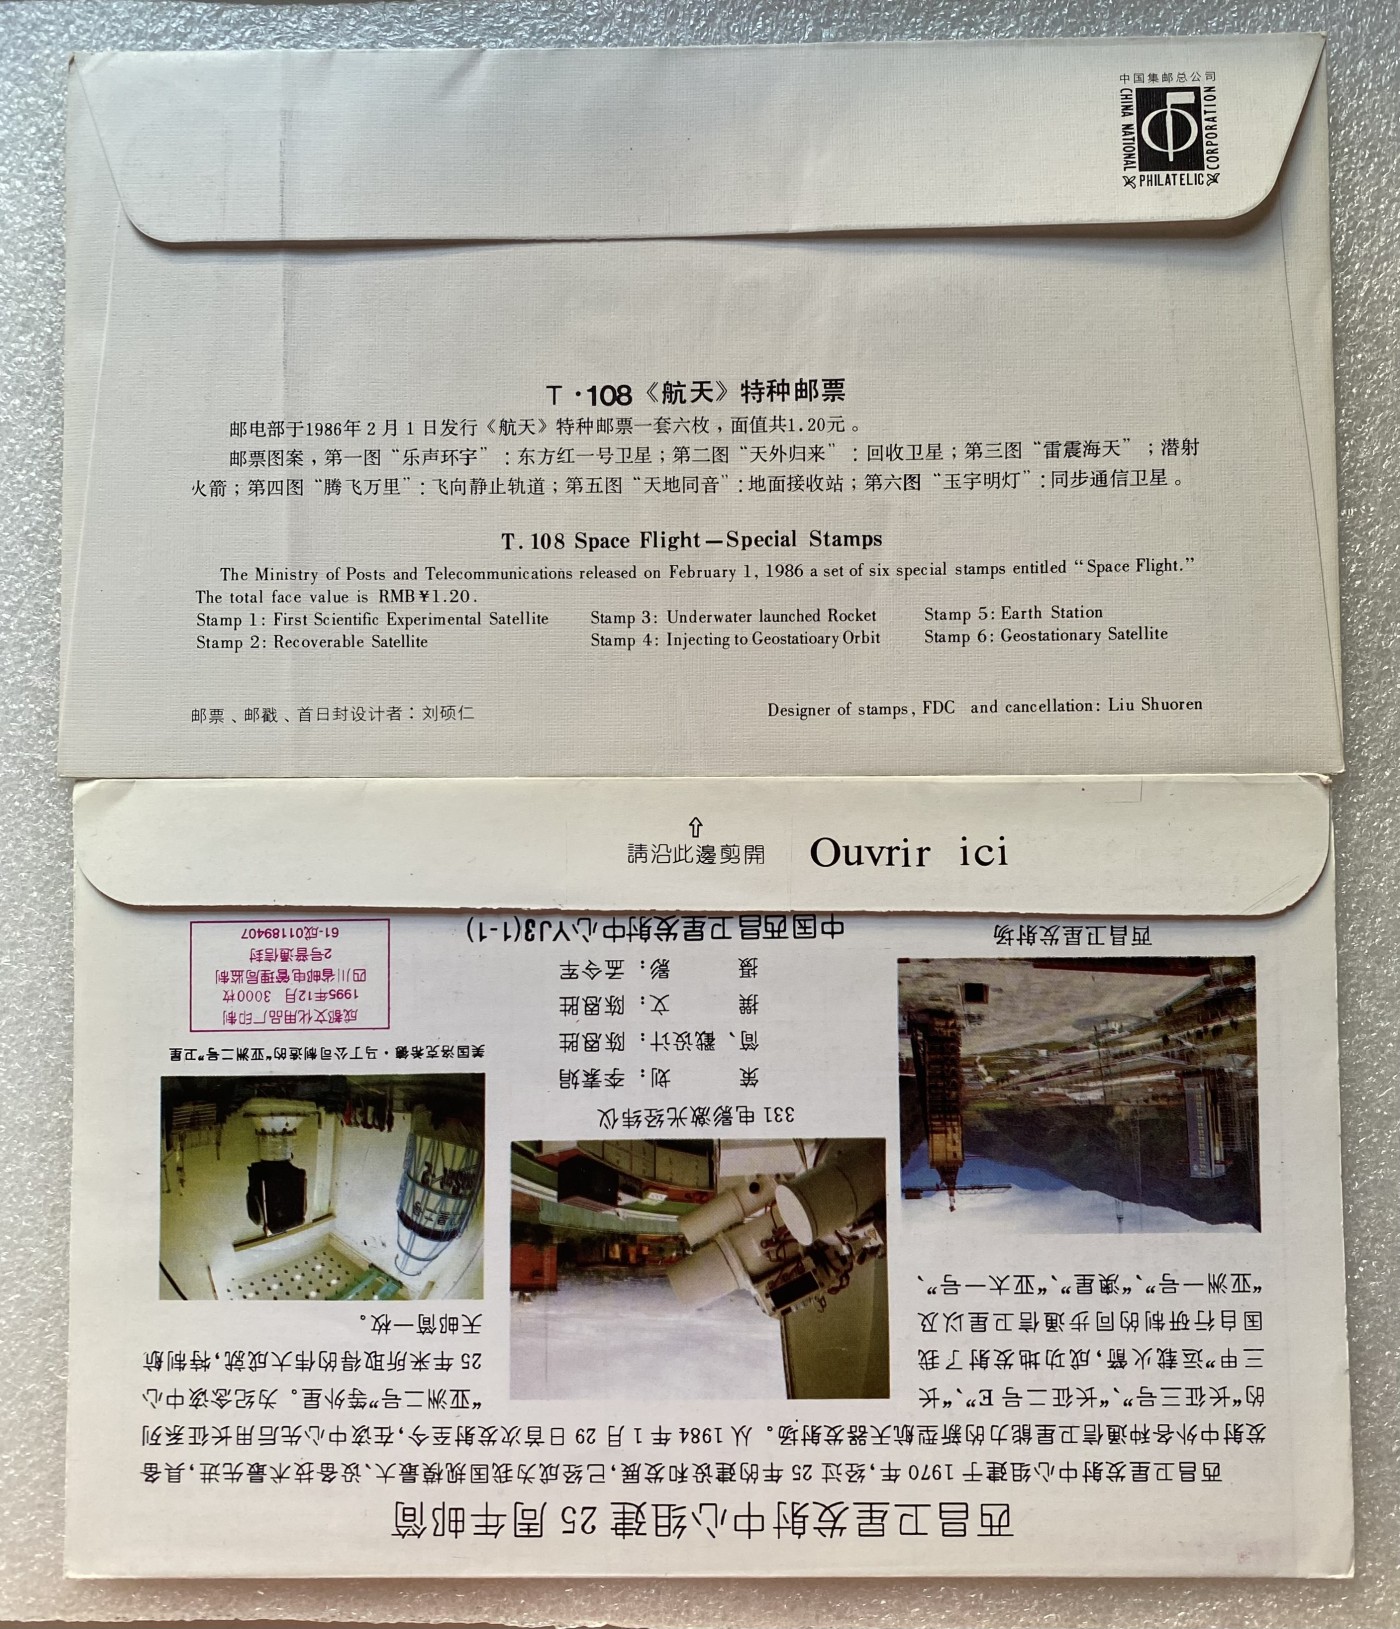 中国集邮总公司
CHINA NATIONAL
PHILATELIC
CORPORATION
T·108《航天》特种邮票
邮电部于1986年2月1日发行《航天》特种邮票一套六枚，面值共1.20元。
邮票图案，第一图“乐声环宇”：东方红一号卫星；第二图“天外归来”：回收卫星；第三图“雷震海天”；潜射
火箭；第四图“腾飞万里”：飞向静止轨道；第五图“天地同音”：地面接收站；第六图“玉宇明灯”：同步通信卫星。
T. 108 Space Flight—Special Stamps
The Ministry of Posts and Telecommunications released on February 1, 1986 a set of six special stamps entitled “Space Flight.”
The total face value is RMB¥1.20.
Stamp 1: First Scientific Experimental Satellite
Stamp 2: Recoverable Satellite
Stamp 3: Underwater launched Rocket
Stamp 4: Injecting to Geostatioary Orbit
Stamp 5: Earth Station
Stamp 6: Geostationary Satellite
邮票、邮戳、首日封设计者：刘硕仁
Designer of stamps, FDC and cancellation: Liu Shuoren
請沿此邊剪開
Ouvrir ici
西昌卫星发射中心组建25周年邮简
西昌卫星发射中心组建于1970年,经过25年的建设和发展,已经成为我国规模最大、设备技术最先进,具备
发射中外各种通信卫星能力的新型航天器发射场。从1984年1月29日首次发射至今,在该中心先后用长征系列
的“长征三号”、“长征二号E”、“长
三甲”运载火箭,成功地发射了我
国自行研制的同步通信卫星以及
“亚洲一号”、“澳星”、“亚太一号”、
“亚洲二号”等外星。为纪念该中心
25年来所取得的伟大成就,特制航
天邮简一枚。
西昌卫星发射场
331电影激光经纬仪
美国洛克希德·马丁公司制造的“亚洲二号”卫星
策划：李素娟
简、戳设计：陈恩胜
撰文：陈恩胜
摄影：孟令军
中国西昌卫星发射中心YJ3(1-1)
成都文化用品厂印制
1995年12月 3000枚
四川省邮电管理局监制
2号普通信封
61-成01189407